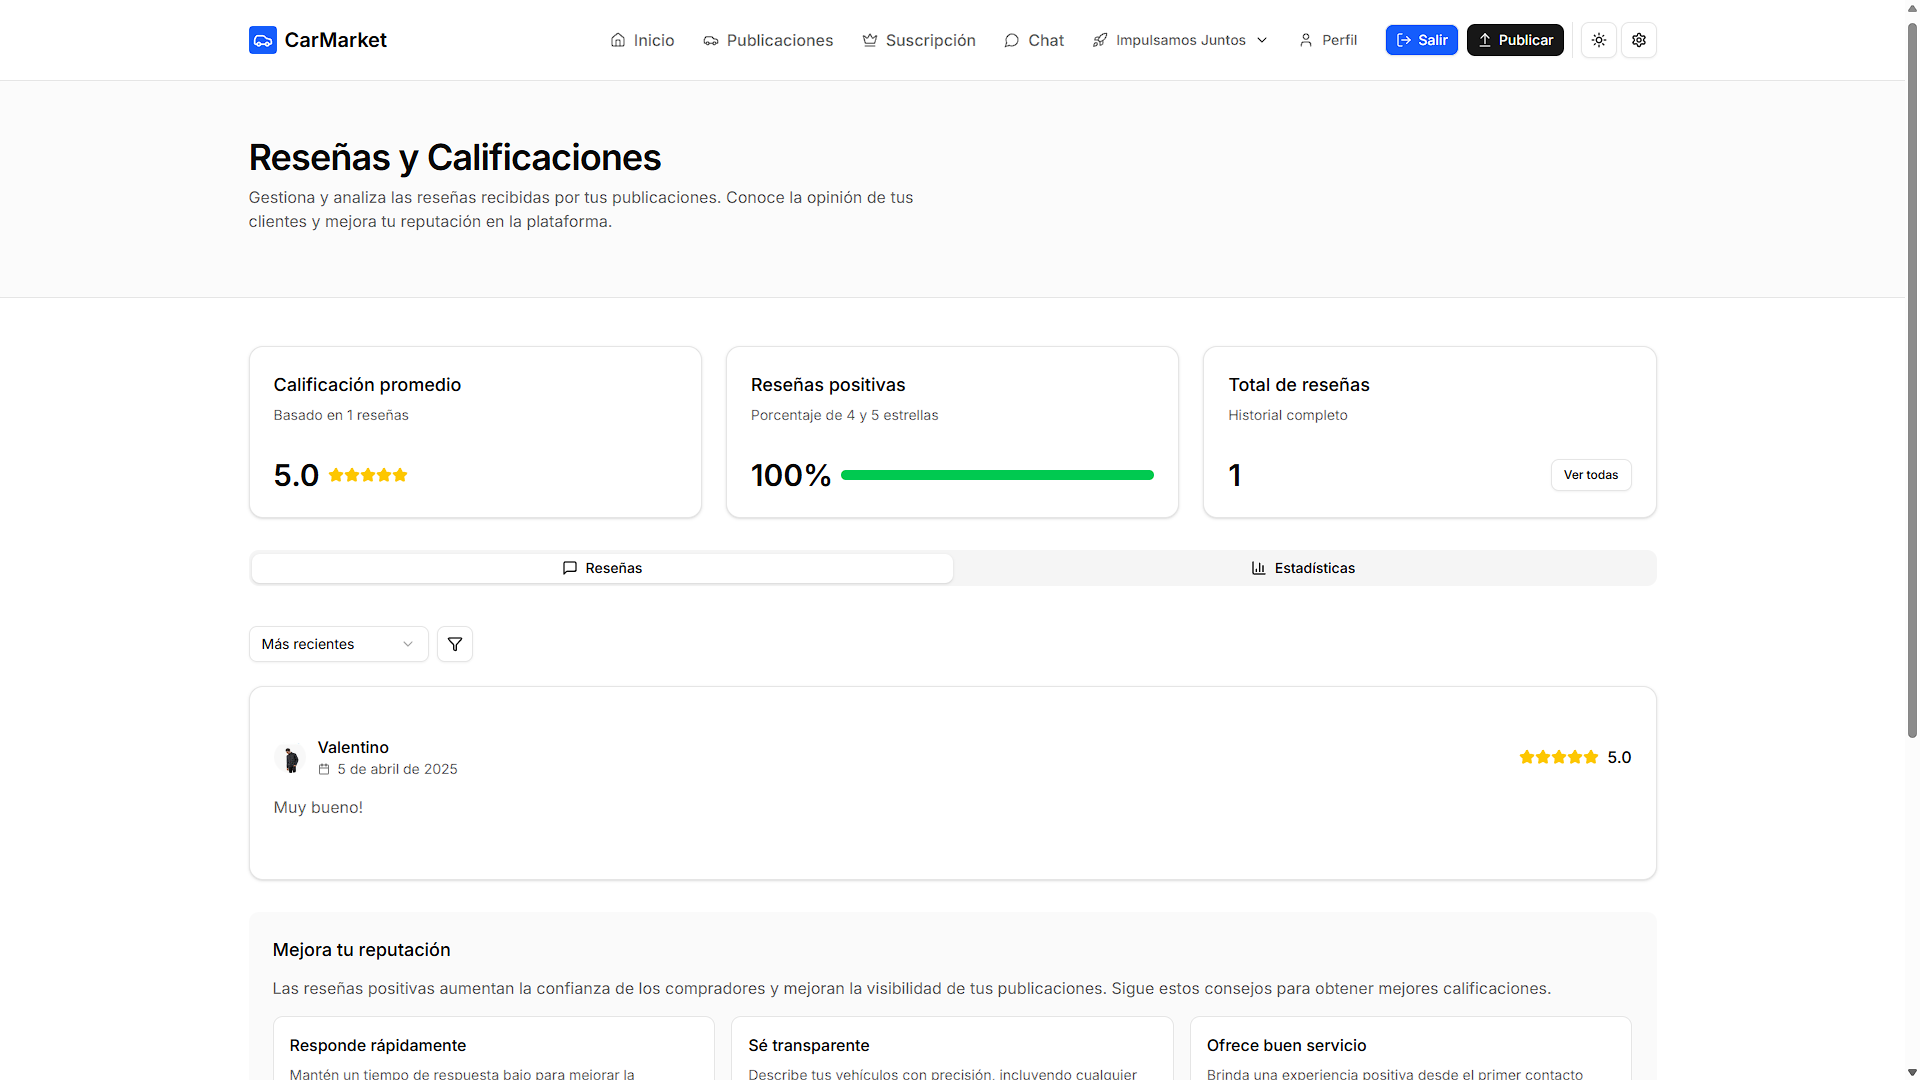 CarMarket
Inicio
Publicaciones
Suscripción
Chat
Impulsamos Juntos
Perfil
Salir
Publicar
Reseñas y Calificaciones
Gestiona y analiza las reseñas recibidas por tus publicaciones. Conoce la opinión de tus
clientes y mejora tu reputación en la plataforma.
Calificación promedio
Basado en 1 reseñas
5.0
Reseñas positivas
Porcentaje de 4 y 5 estrellas
100%
Total de reseñas
Historial completo
1
Ver todas
Reseñas
Estadísticas
Más recientes
Valentino
5 de abril de 2025
5.0
Muy bueno!
Mejora tu reputación
Las reseñas positivas aumentan la confianza de los compradores y mejoran la visibilidad de tus publicaciones. Sigue estos consejos para obtener mejores calificaciones.
Responde rápidamente
Mantén un tiempo de respuesta bajo para mejorar la
Sé transparente
Describe tus vehículos con precisión, incluyendo cualquier
Ofrece buen servicio
Brinda una experiencia positiva desde el primer contacto